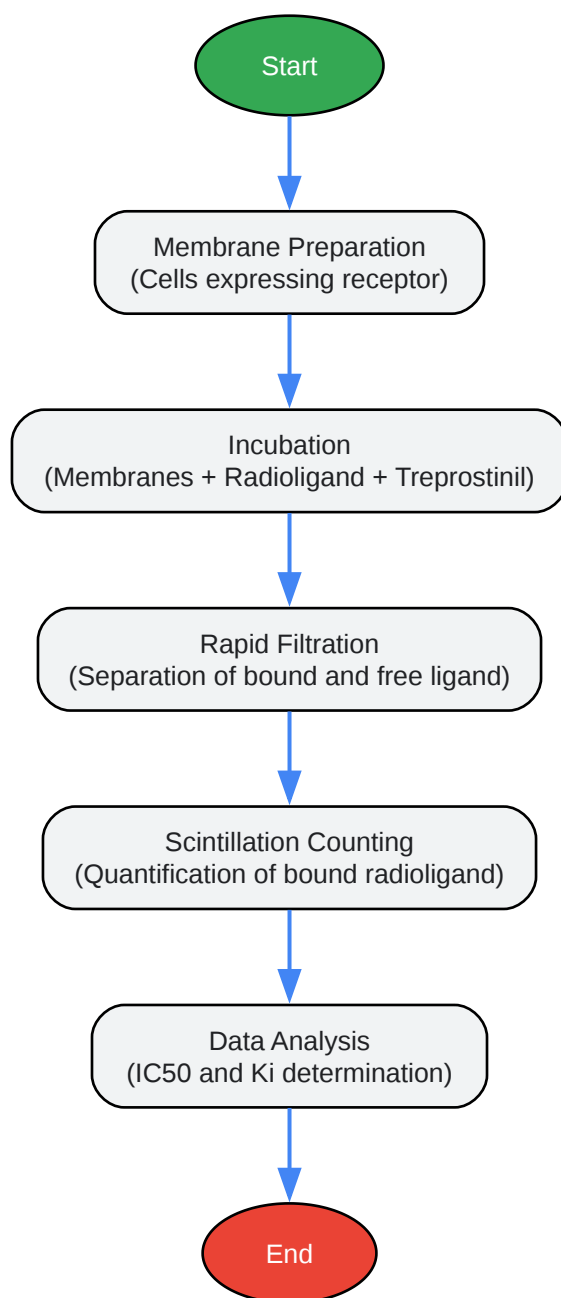 Start
Membrane Preparation
(Cells expressing receptor)
Incubation
(Membranes + Radioligand + Treprostinil)
Rapid Filtration
(Separation of bound and free ligand)
Scintillation Counting
(Quantification of bound radioligand)
Data Analysis
(IC50 and Ki determination)
End